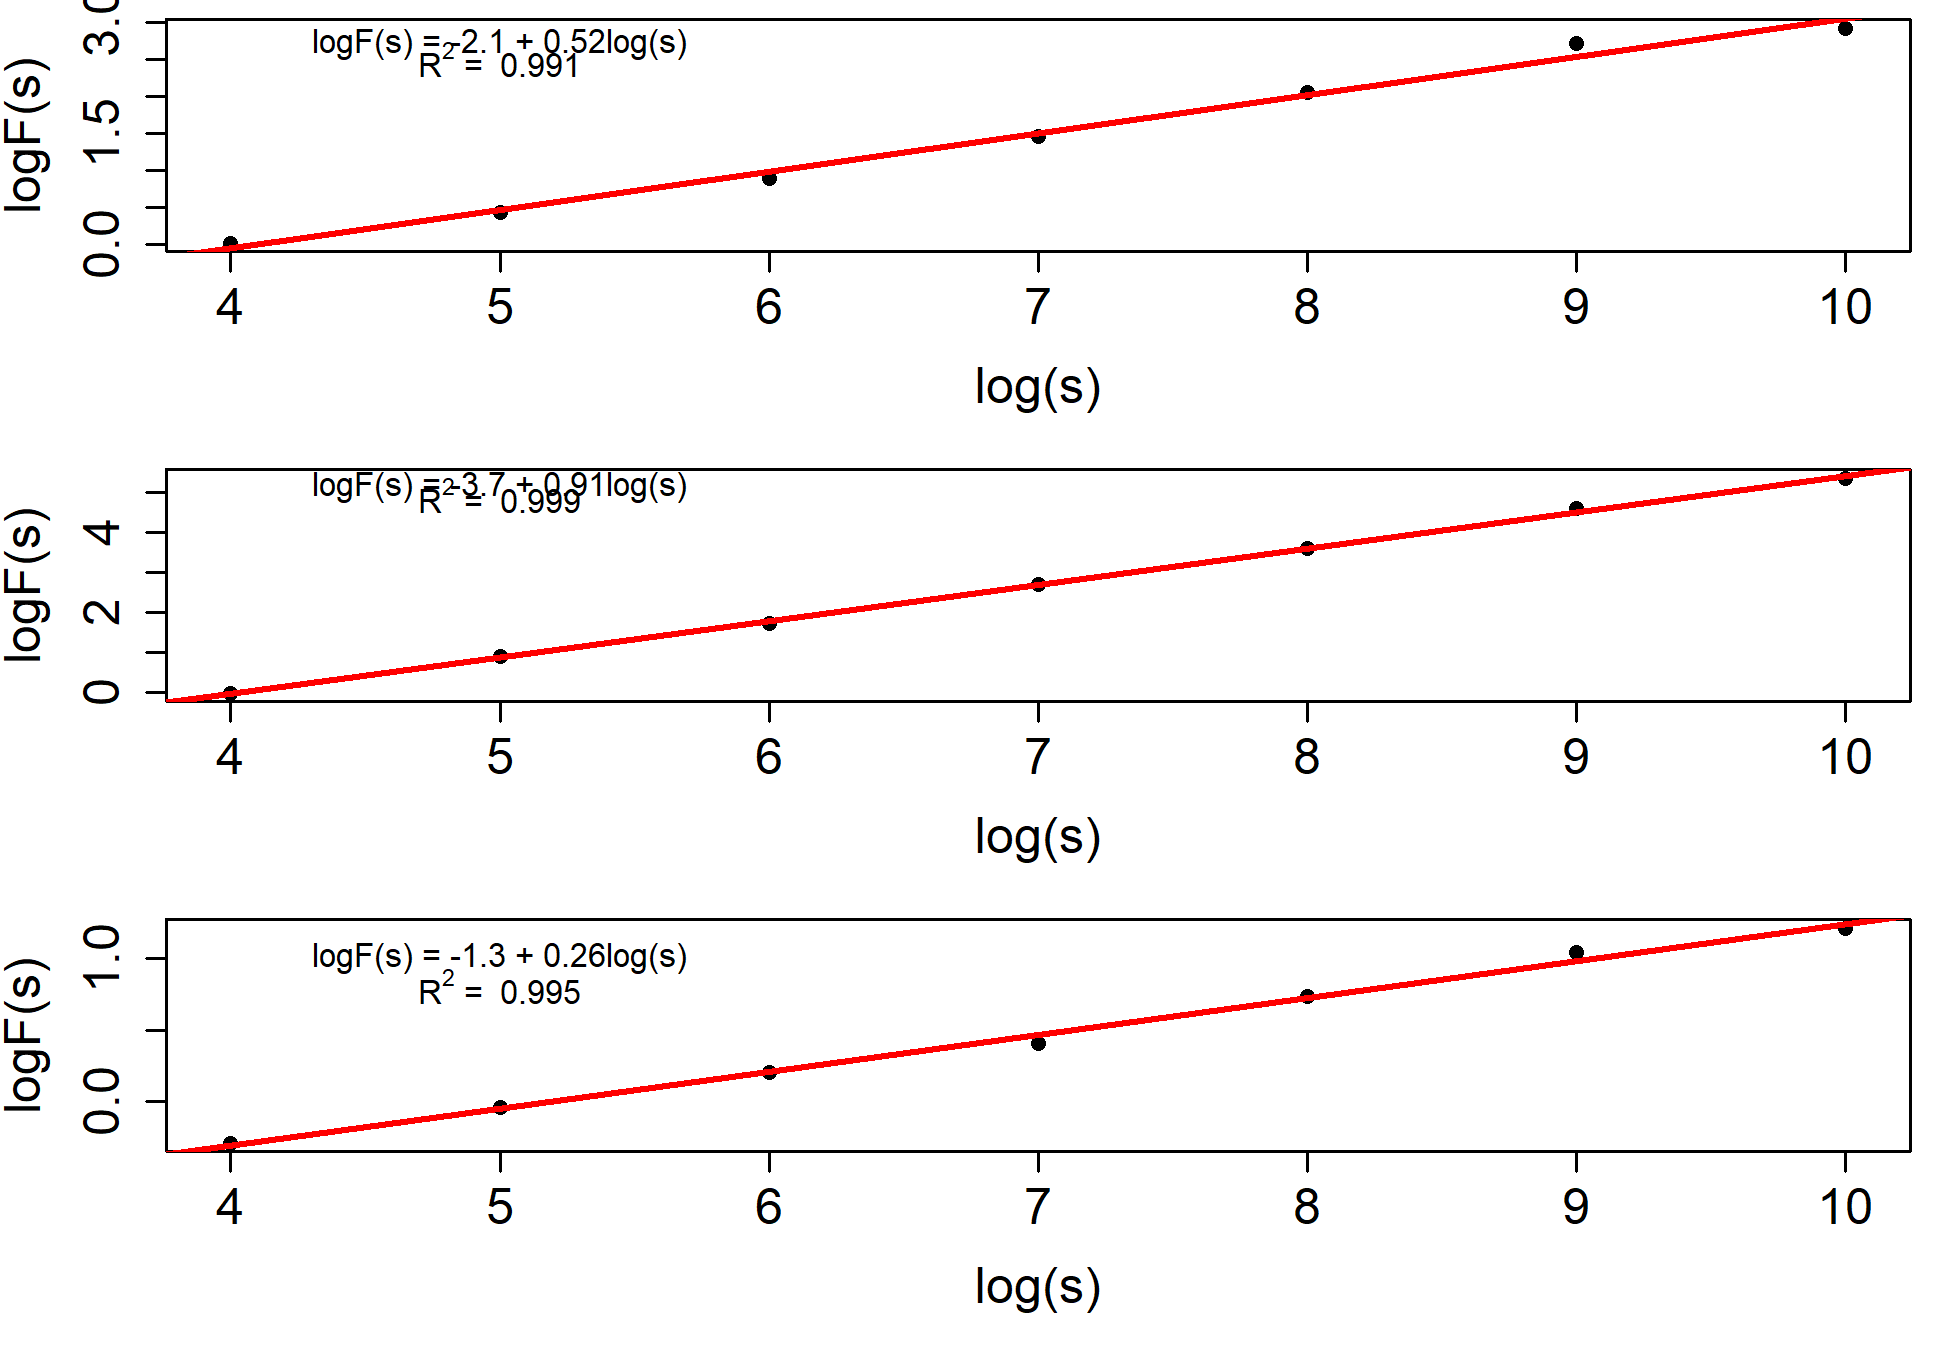 logF(s) = -2.1 + 0.52log(s)
R² = 0.991
logF(s)
0.0 1.5 3.0
4 5 6 7 8 9 10
log(s)
logF(s) = -3.7 + 0.91log(s)
R² = 0.999
logF(s)
0 2 4
4 5 6 7 8 9 10
log(s)
logF(s) = -1.3 + 0.26log(s)
R² = 0.995
logF(s)
0.0 1.0
4 5 6 7 8 9 10
log(s)